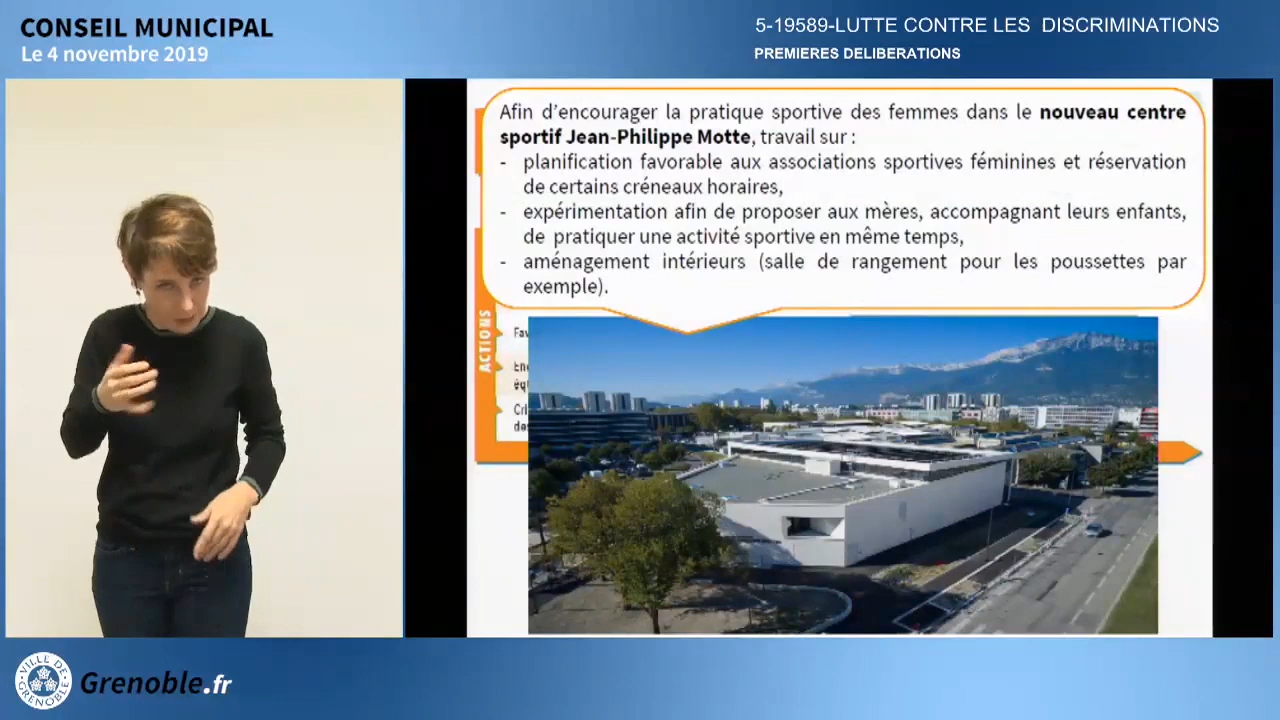 CONSEIL MUNICIPAL
Le 4 novembre 2019
5-19589-LUTTE CONTRE LES DISCRIMINATIONS
PREMIERES DELIBERATIONS
Afin d'encourager la pratique sportive des femmes dans le nouveau centre
sportif Jean-Philippe Motte, travail sur :
- planification favorable aux associations sportives féminines et réservation
de certains créneaux horaires,
- expérimentation afin de proposer aux mères, accompagnant leurs enfants,
de pratiquer une activité sportive en même temps,
- aménagement intérieurs (salle de rangement pour les poussettes par
exemple).
ACTIONS
VILLE DE
GRENOBLE
Grenoble.fr